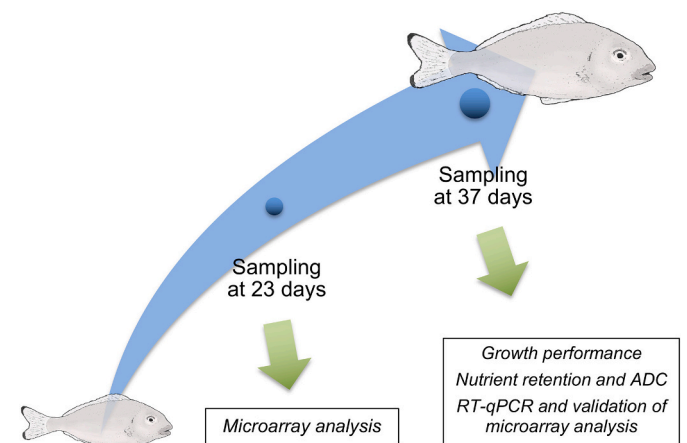 Sampling
at 37 days
Sampling
at 23 days
Growth performance
Nutrient retention and ADC
RT-qPCR and validation of
microarray analysis
Microarray analysis